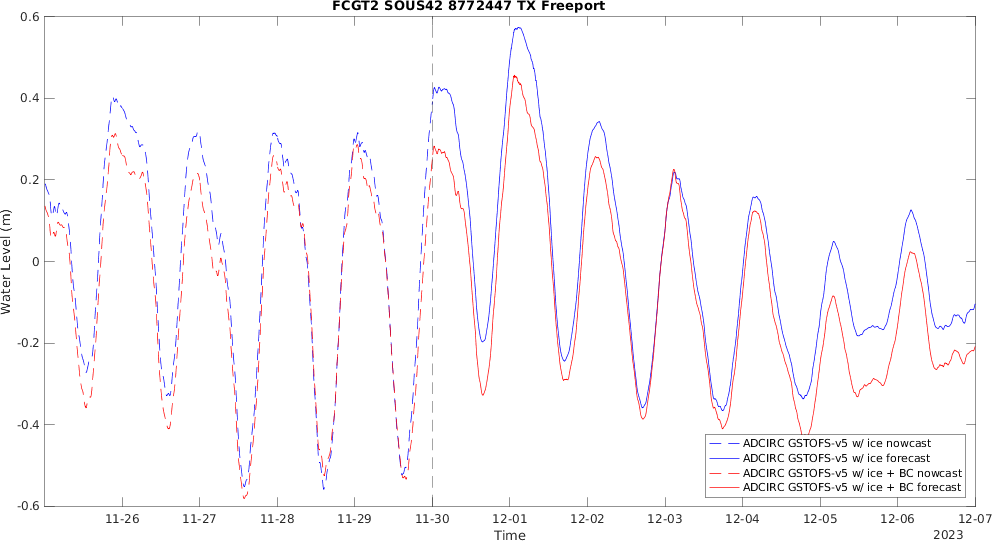 FCGT2 SOUS42 8772447 TX Freeport
0.6
0.4
0.2
0
-0.2
-0.4
-0.6
Water Level (m)
ADCIRC GSTOFS-v5 w/ ice nowcast
ADCIRC GSTOFS-v5 w/ ice forecast
ADCIRC GSTOFS-v5 w/ ice + BC nowcast
ADCIRC GSTOFS-v5 w/ ice + BC forecast
11-26 11-27 11-28 11-29 11-30 12-01 12-02 12-03 12-04 12-05 12-06 12-07
Time
2023